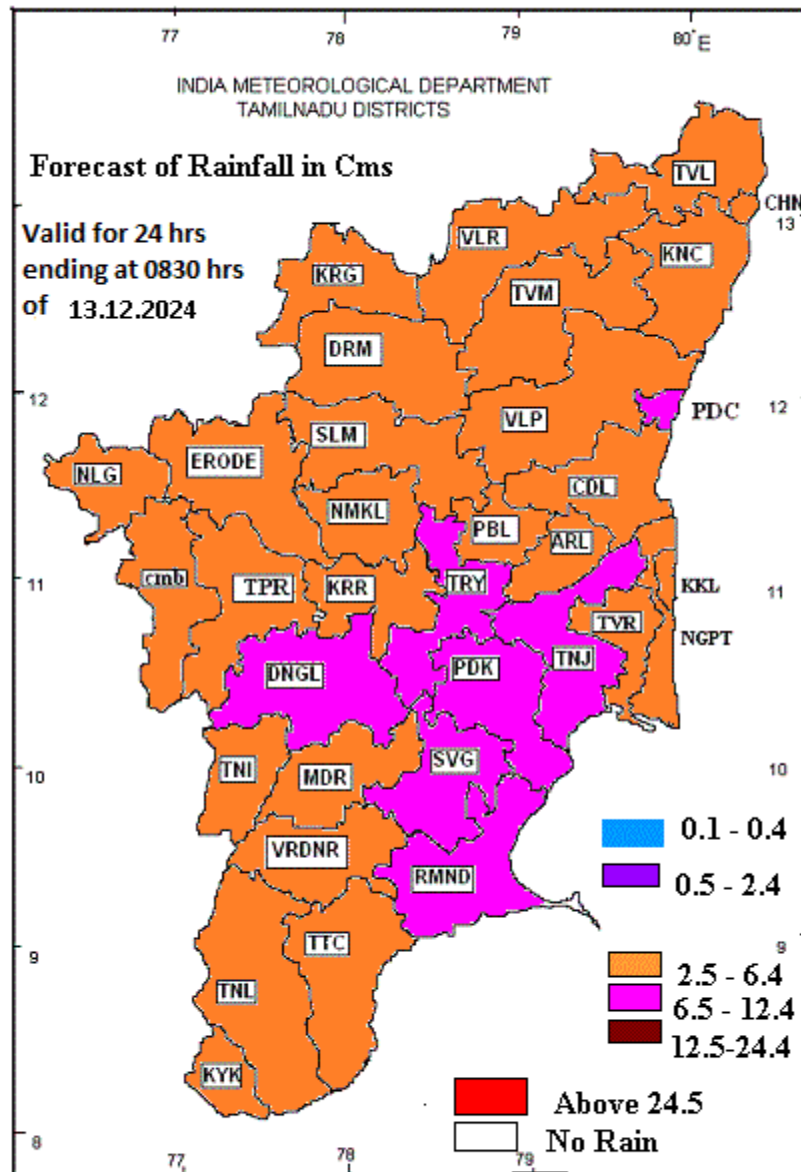 77 78 79 80° E
INDIA METEOROLOGICAL DEPARTMENT
TAMILNADU DISTRICTS
Forecast of Rainfall in Cms
TVL
CHN
13
Valid for 24 hrs
ending at 0830 hrs
of 13.12.2024
VLR
KNC
KRG
TVM
DRM
12
12
PDC
VLP
SLM
ERODE
NLG
CDL
NMKL
PBL
ARL
11
cmb
TPR
KRR
TRY
KKL
11
TVR
NGPT
DNGL
PDK
TNJ
SVG
10
TNI
MDR
10
0.1 - 0.4
VRDNR
RMND
0.5 - 2.4
9
TTC
9
2.5 - 6.4
TNL
6.5 - 12.4
12.5-24.4
KYK
Above 24.5
8
No Rain
77 78 79